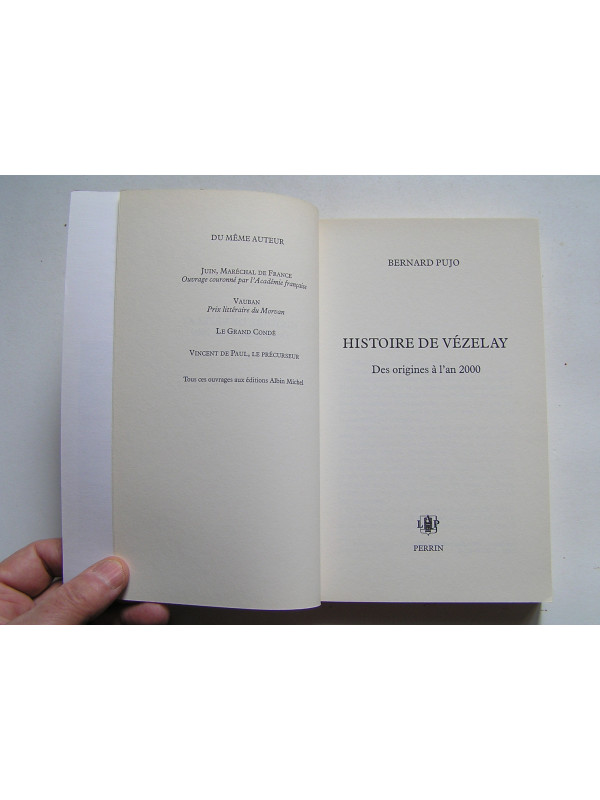 DU MÊME AUTEUR
JUIN, MARÉCHAL DE FRANCE
Ouvrage couronné par l'Académie française
VAUBAN
Prix littéraire du Morvan
LE GRAND CONDÉ
VINCENT DE PAUL, LE PRÉCURSEUR
Tous ces ouvrages aux éditions Albin Michel
BERNARD PUJO
HISTOIRE DE VÉZELAY
Des origines à l'an 2000
LAP
PERRIN